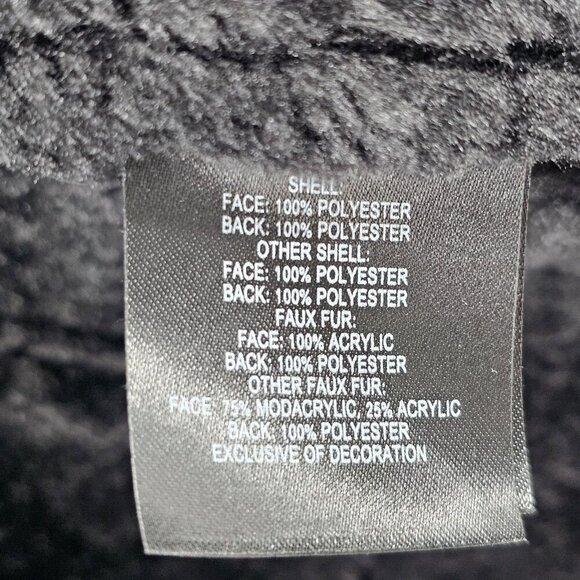 SHELL:
FACE: 100% POLYESTER
BACK: 100% POLYESTER
OTHER SHELL:
FACE: 100% POLYESTER
BACK: 100% POLYESTER
FAUX FUR:
FACE: 100% ACRYLIC
BACK: 100% POLYESTER
OTHER FAUX FUR:
FACE: 75% MODACRYLIC, 25% ACRYLIC
BACK: 100% POLYESTER
EXCLUSIVE OF DECORATION